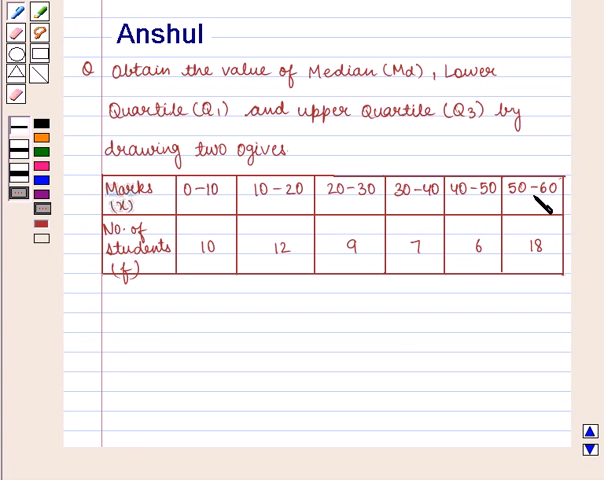 Anshul
Q Obtain the value of Median (Md), Lower
Quartile (Q1) and upper Quartile (Q3) by
drawing two ogives.
Marks (x) 0-10 10-20 20-30 30-40 40-50 50-60
No. of students (f) 10 12 9 7 6 18